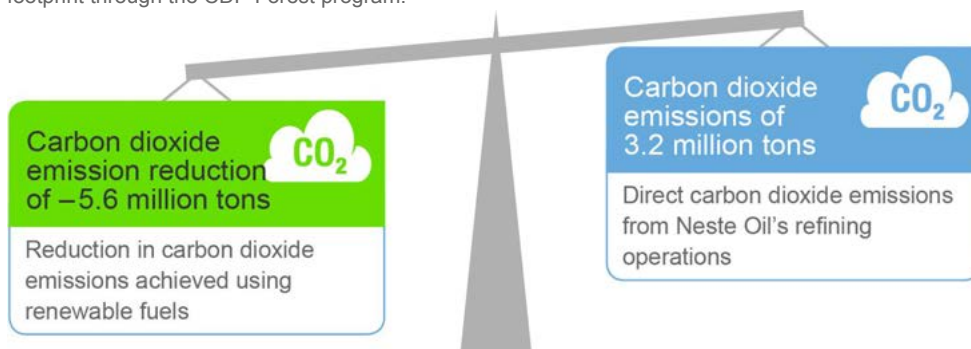 footprint through the CDP Forest program.
Carbon dioxide
emission reduction
of –5.6 million tons
CO2
Reduction in carbon dioxide
emissions achieved using
renewable fuels
Carbon dioxide
emissions of
3.2 million tons
CO2
Direct carbon dioxide emissions
from Neste Oil's refining
operations